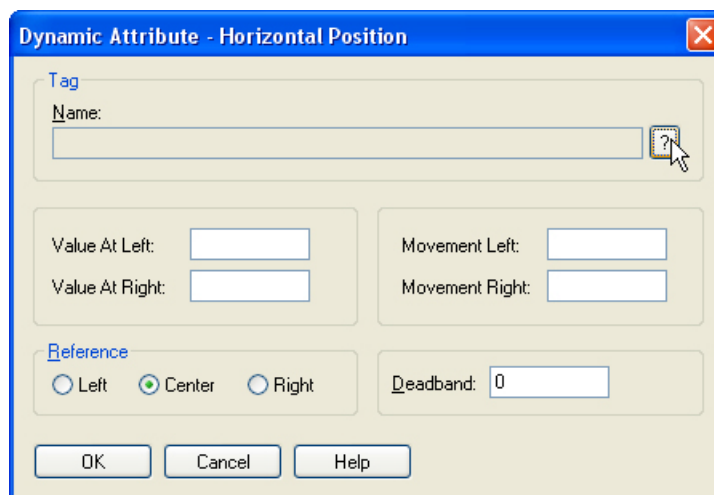 Dynamic Attribute - Horizontal Position
Tag
Name:
?
Value At Left:
Value At Right:
Movement Left:
Movement Right:
Reference
Left Center Right
Deadband: 0
OK Cancel Help